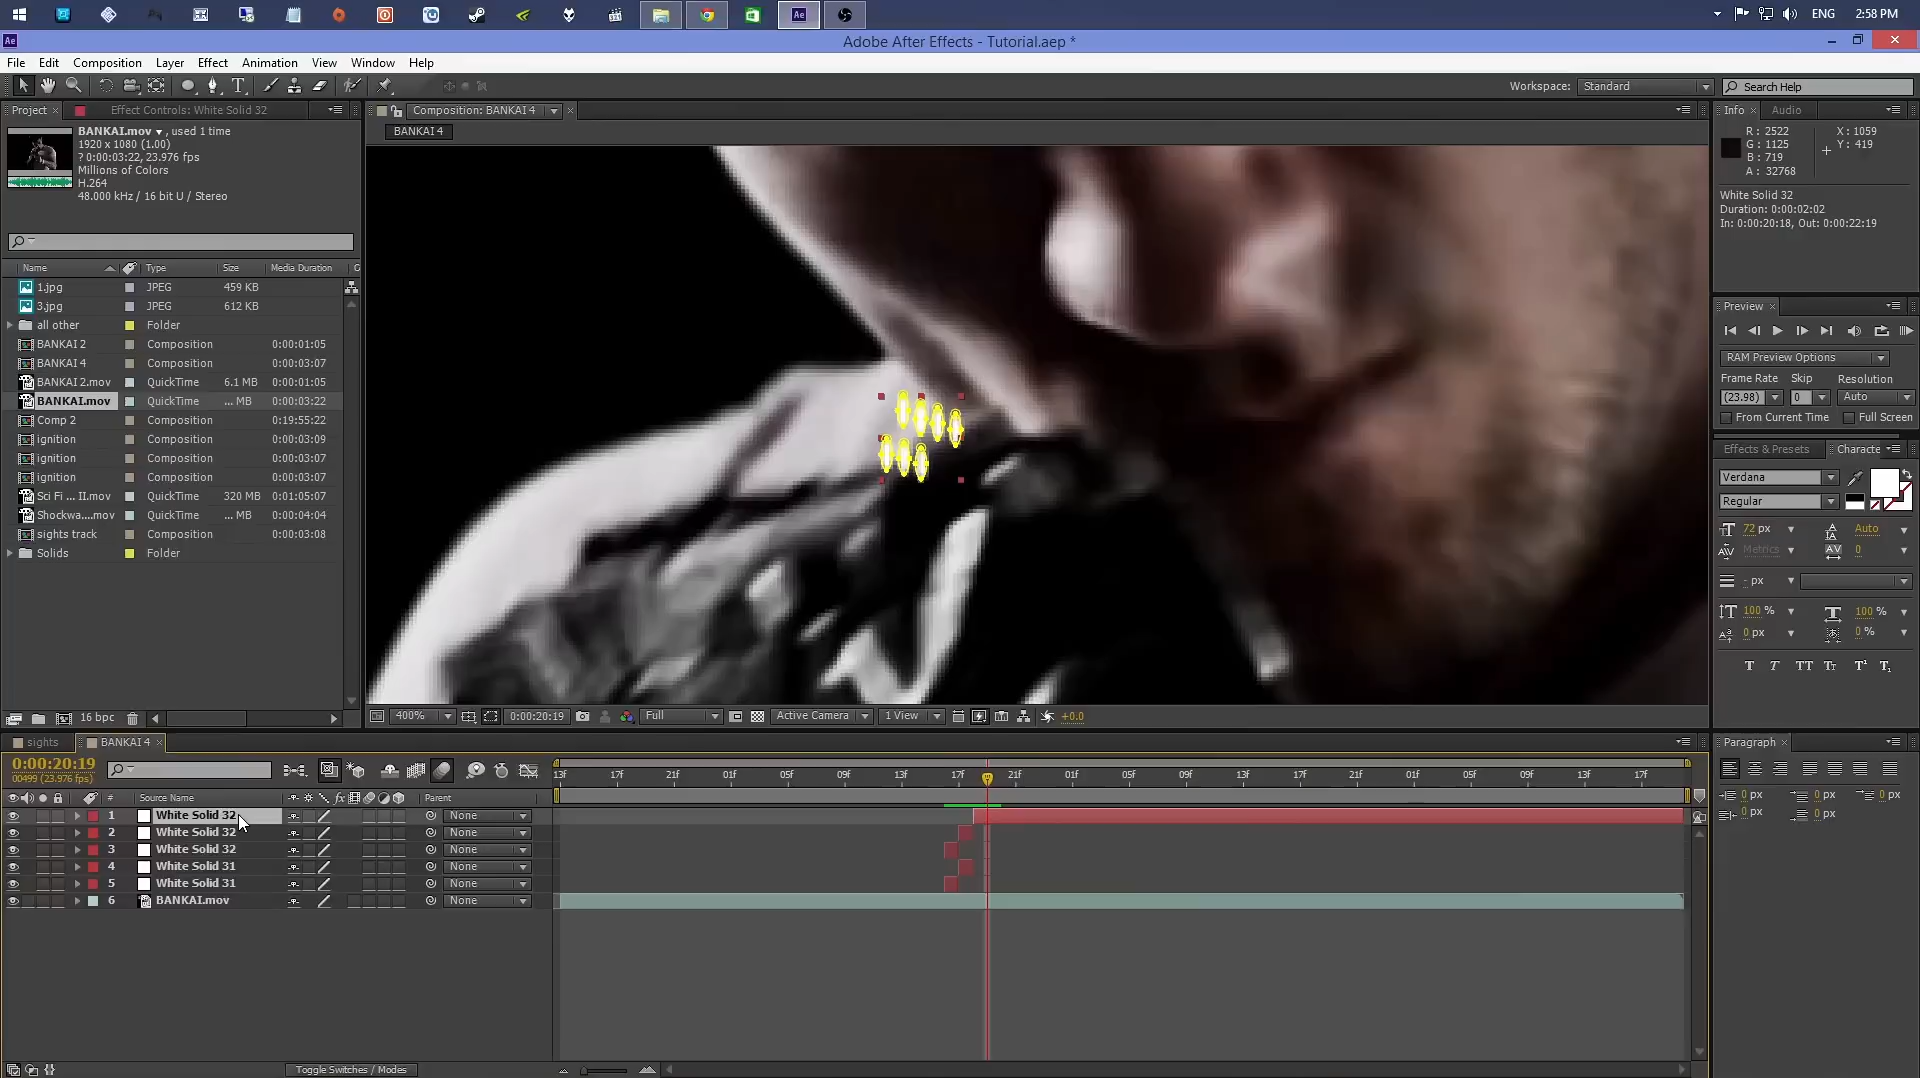 ENG
2:58 PM
Ae
Adobe After Effects - Tutorial.aep *
File Edit Composition Layer Effect Animation View Window Help
Workspace: Standard
Search Help
Project
Effect Controls: White Solid 32
Composition: BANKAI 4
Info Audio
BANKAI.mov , used 1 time
1920 x 1080 (1.00)
? 0:00:03:22, 23.976 fps
Millions of Colors
H.264
48.000 kHz / 16 bit U / Stereo
BANKAI 4
R : 2522
G : 1125
B : 719
A : 32768
X : 1059
Y : 419
White Solid 32
Duration: 0:00:02:02
In: 0:00:20:18, Out: 0:00:22:19
Name Type Size Media Duration
1.jpg JPEG 459 KB
3.jpg JPEG 612 KB
all other Folder
BANKAI 2 Composition 0:00:01:05
BANKAI 4 Composition 0:00:03:07
BANKAI 2.mov QuickTime 6.1 MB 0:00:01:05
BANKAI.mov QuickTime ... MB 0:00:03:22
Comp 2 Composition 0:19:55:22
ignition Composition 0:00:03:09
ignition Composition 0:00:03:07
ignition Composition 0:00:03:07
Sci Fi ... II.mov QuickTime 320 MB 0:01:05:07
Shockwa....mov QuickTime ... MB 0:00:04:04
sights track Composition 0:00:03:08
Solids Folder
16 bpc
Preview
RAM Preview Options
Frame Rate Skip Resolution
(23.98) 0 Auto
From Current Time Full Screen
Effects & Presets Characte
Verdana
Regular
72 px Auto
Metrics 0
- px
100 % 100 %
0 px 0 %
400% 0:00:20:19 Full Active Camera 1 View +0.0
sights BANKAI 4
0:00:20:19
00499 (23.976 fps)
13f 17f 21f 01f 05f 09f 13f 17f 21f 01f 05f 09f 13f 17f 21f 01f 05f 09f 13f 17f
# Source Name Parent
1 White Solid 32 None
2 White Solid 32 None
3 White Solid 32 None
4 White Solid 31 None
5 White Solid 31 None
6 BANKAI.mov None
Toggle Switches / Modes
Paragraph
0 px 0 px 0 px
0 px 0 px